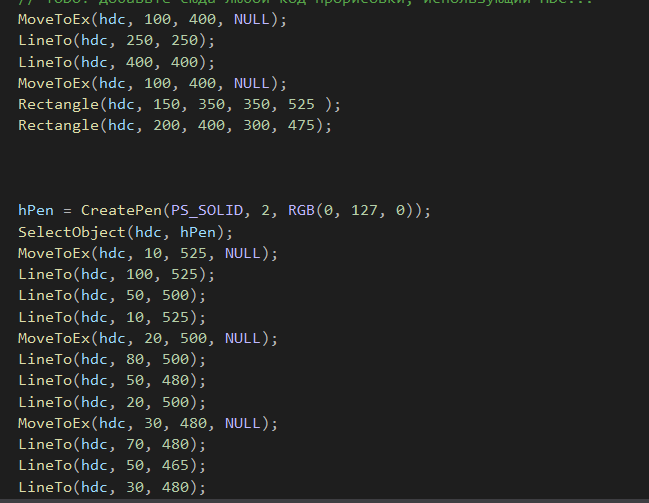 // TODO: Добавьте сюда любой код прорисовки, использующий HDC...
MoveToEx(hdc, 100, 400, NULL);
LineTo(hdc, 250, 250);
LineTo(hdc, 400, 400);
MoveToEx(hdc, 100, 400, NULL);
Rectangle(hdc, 150, 350, 350, 525 );
Rectangle(hdc, 200, 400, 300, 475);
hPen = CreatePen(PS_SOLID, 2, RGB(0, 127, 0));
SelectObject(hdc, hPen);
MoveToEx(hdc, 10, 525, NULL);
LineTo(hdc, 100, 525);
LineTo(hdc, 50, 500);
LineTo(hdc, 10, 525);
MoveToEx(hdc, 20, 500, NULL);
LineTo(hdc, 80, 500);
LineTo(hdc, 50, 480);
LineTo(hdc, 20, 500);
MoveToEx(hdc, 30, 480, NULL);
LineTo(hdc, 70, 480);
LineTo(hdc, 50, 465);
LineTo(hdc, 30, 480);